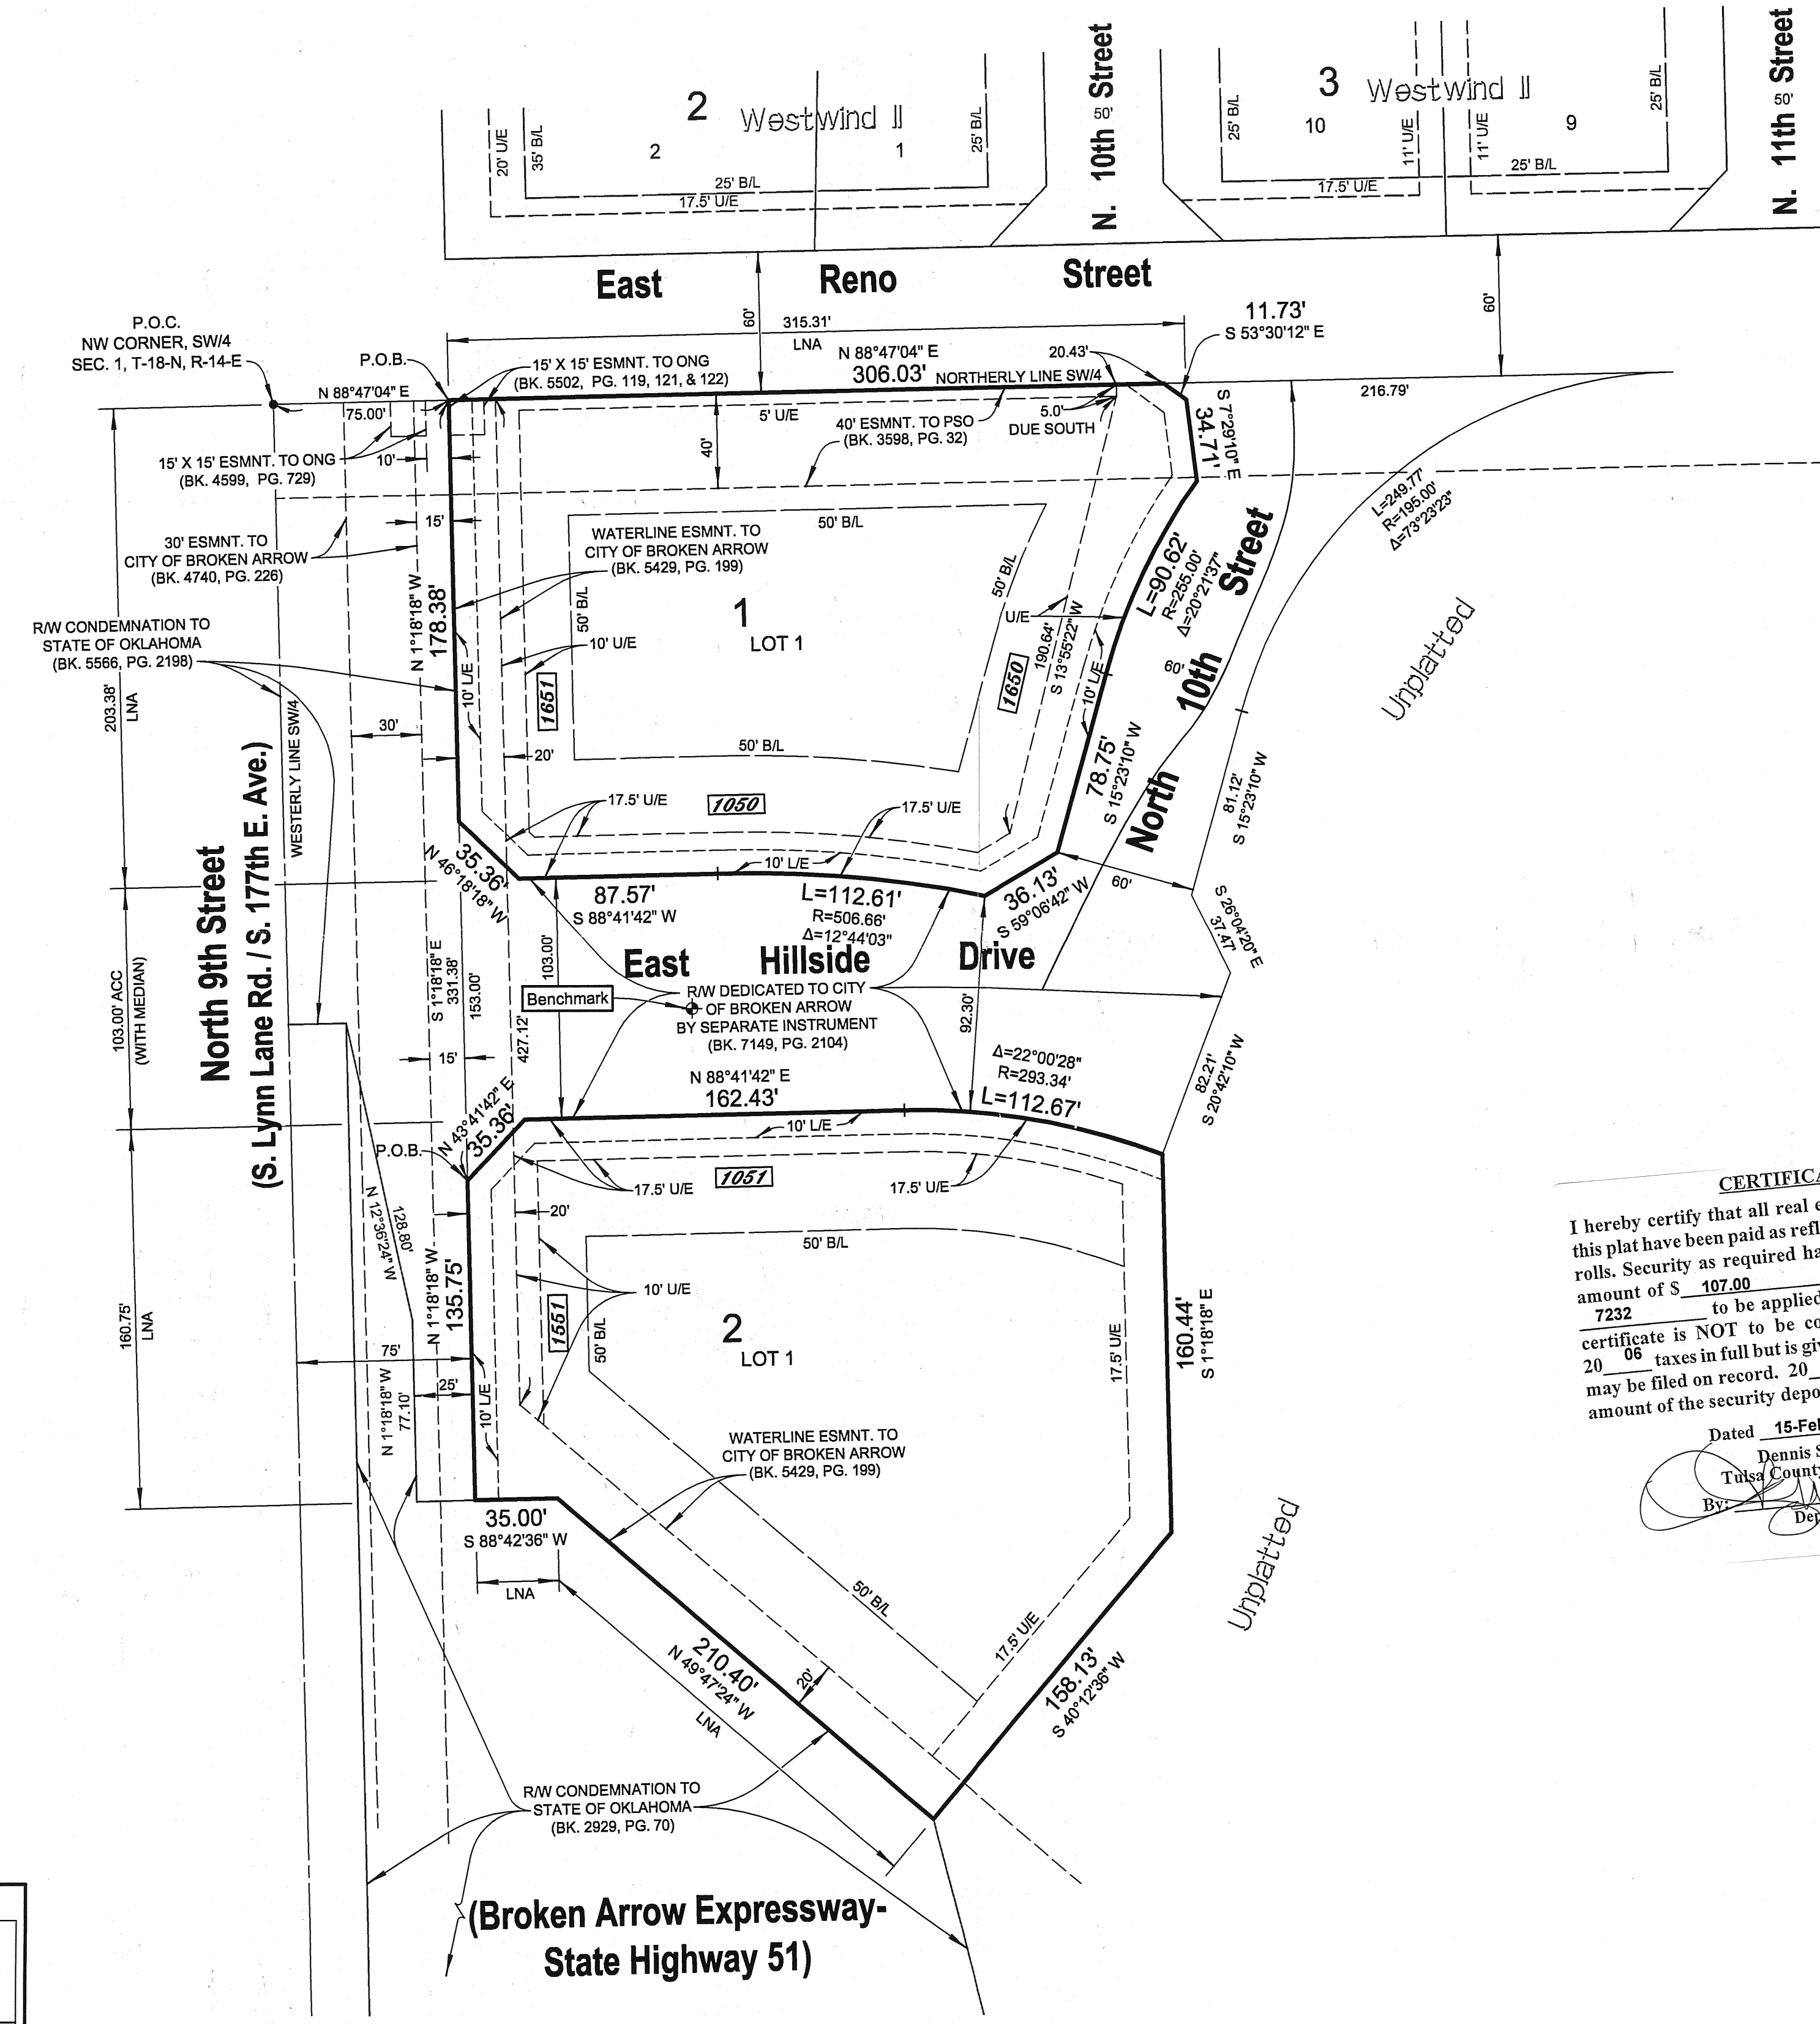 2 Westwind II
20' U/E
35' B/L
2
1
25' B/L
25' B/L
17.5' U/E
N. 10th Street
50'
3 Westwind II
25' B/L
10
11' U/E
11' U/E
9
25' B/L
25' B/L
17.5' U/E
N. 11th Street
50'
East Reno Street
60'
60'
315.31'
LNA
11.73'
S 53°30'12" E
P.O.C.
NW CORNER, SW/4
SEC. 1, T-18-N, R-14-E
P.O.B.
15' X 15' ESMNT. TO ONG
(BK. 5502, PG. 119, 121, & 122)
N 88°47'04" E
306.03'
NORTHERLY LINE SW/4
20.43'
N 88°47'04" E
75.00'
216.79'
5' U/E
40'
40' ESMNT. TO PSO
(BK. 3598, PG. 32)
5.0'
DUE SOUTH
S 7°29'10" E
34.71'
15' X 15' ESMNT. TO ONG
(BK. 4599, PG. 729)
10'
15'
30' ESMNT. TO
CITY OF BROKEN ARROW
(BK. 4740, PG. 226)
WATERLINE ESMNT. TO
CITY OF BROKEN ARROW
(BK. 5429, PG. 199)
50' B/L
50' B/L
50' B/L
L=249.77'
R=195.00'
Δ=73°23'23"
L=90.62'
R=255.00'
Δ=20°21'37"
R/W CONDEMNATION TO
STATE OF OKLAHOMA
(BK. 5566, PG. 2198)
N 1°18'18" W
178.38'
1
LOT 1
10' U/E
U/E
190.64'
S 13°55'22" W
10' L/E
1651
1650
10' L/E
60'
North 10th Street
Unplatted
203.38'
LNA
30'
WESTERLY LINE SW/4
20'
50' B/L
78.75'
S 15°23'10" W
81.12'
S 15°23'10" W
17.5' U/E
1050
17.5' U/E
10' L/E
35.36'
N 46°18'18" W
87.57'
S 88°41'42" W
L=112.61'
R=506.66'
Δ=12°44'03"
36.13'
S 59°06'42" W
60'
S 26°04'20" E
37.47'
North 9th Street
(S. Lynn Lane Rd. / S. 177th E. Ave.)
103.00' ACC
(WITH MEDIAN)
S 1°18'18" E
331.38'
153.00'
427.12'
103.00'
East Hillside Drive
Benchmark
R/W DEDICATED TO CITY
OF BROKEN ARROW
BY SEPARATE INSTRUMENT
(BK. 7149, PG. 2104)
92.30'
82.21'
S 20°42'10" W
15'
N 88°41'42" E
162.43'
Δ=22°00'28"
R=293.34'
L=112.67'
N 43°41'42" E
35.36'
P.O.B.
10' L/E
17.5' U/E
1051
17.5' U/E
20'
128.80'
N 12°36'24" W
N 1°18'18" W
135.75'
50' B/L
10' U/E
1551
50' B/L
2
LOT 1
17.5' U/E
160.44'
S 1°18'18" E
160.75'
LNA
75'
25'
N 1°18'18" W
77.10'
10' L/E
WATERLINE ESMNT. TO
CITY OF BROKEN ARROW
(BK. 5429, PG. 199)
35.00'
S 88°42'36" W
LNA
50' B/L
17.5' U/E
Unplatted
210.40'
N 49°47'24" W
LNA
20'
158.13'
S 40°12'36" W
R/W CONDEMNATION TO
STATE OF OKLAHOMA
(BK. 2929, PG. 70)
(Broken Arrow Expressway-
State Highway 51)
CERTIFICA
I hereby certify that all real e
this plat have been paid as refl
rolls. Security as required ha
amount of $ 107.00
7232 to be applied
certificate is NOT to be co
20 06 taxes in full but is giv
may be filed on record. 20
amount of the security depo
Dated 15-Fel
Dennis S
Tulsa County
By:
Dep